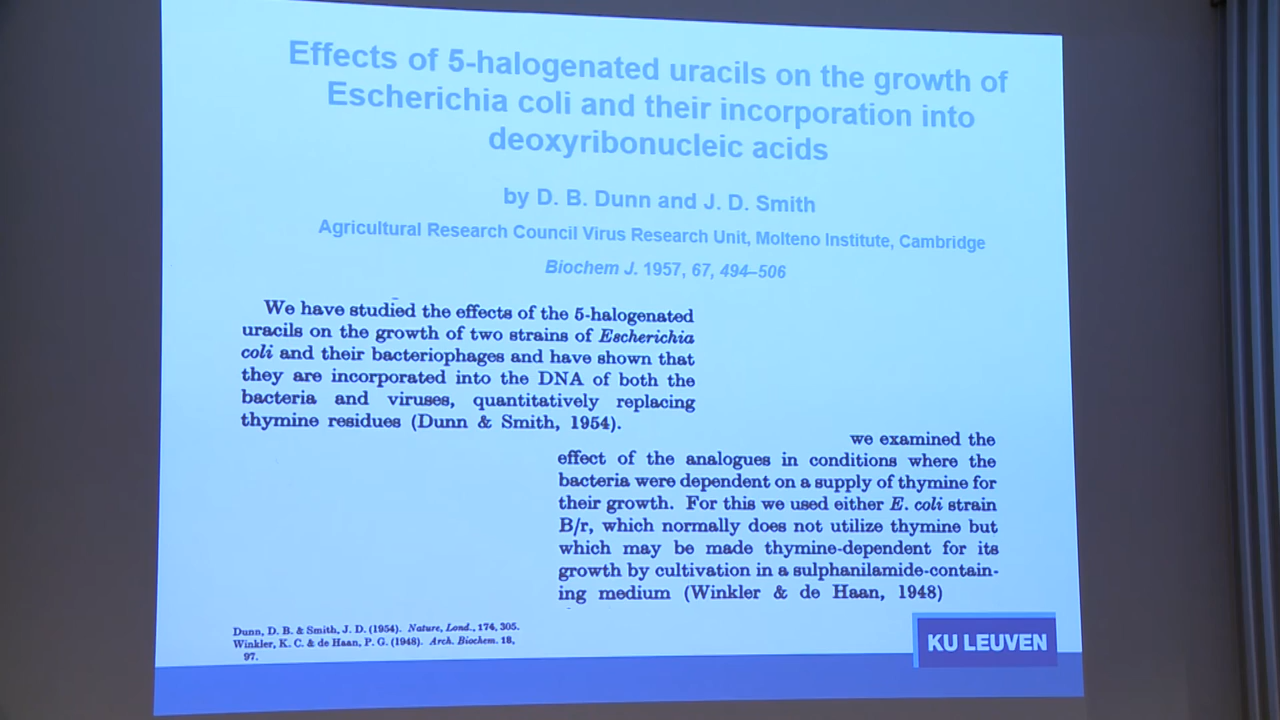 Effects of 5-halogenated uracils on the growth of
Escherichia coli and their incorporation into
deoxyribonucleic acids
by D. B. Dunn and J. D. Smith
Agricultural Research Council Virus Research Unit, Molteno Institute, Cambridge
Biochem J. 1957, 67, 494–506
We have studied the effects of the 5-halogenated
uracils on the growth of two strains of Escherichia
coli and their bacteriophages and have shown that
they are incorporated into the DNA of both the
bacteria and viruses, quantitatively replacing
thymine residues (Dunn & Smith, 1954).
we examined the
effect of the analogues in conditions where the
bacteria were dependent on a supply of thymine for
their growth. For this we used either E. coli strain
B/r, which normally does not utilize thymine but
which may be made thymine-dependent for its
growth by cultivation in a sulphanilamide-contain-
ing medium (Winkler & de Haan, 1948)
Dunn, D. B. & Smith, J. D. (1954). Nature, Lond., 174, 305.
Winkler, K. C. & de Haan, P. G. (1948). Arch. Biochem. 18,
97.
KU LEUVEN